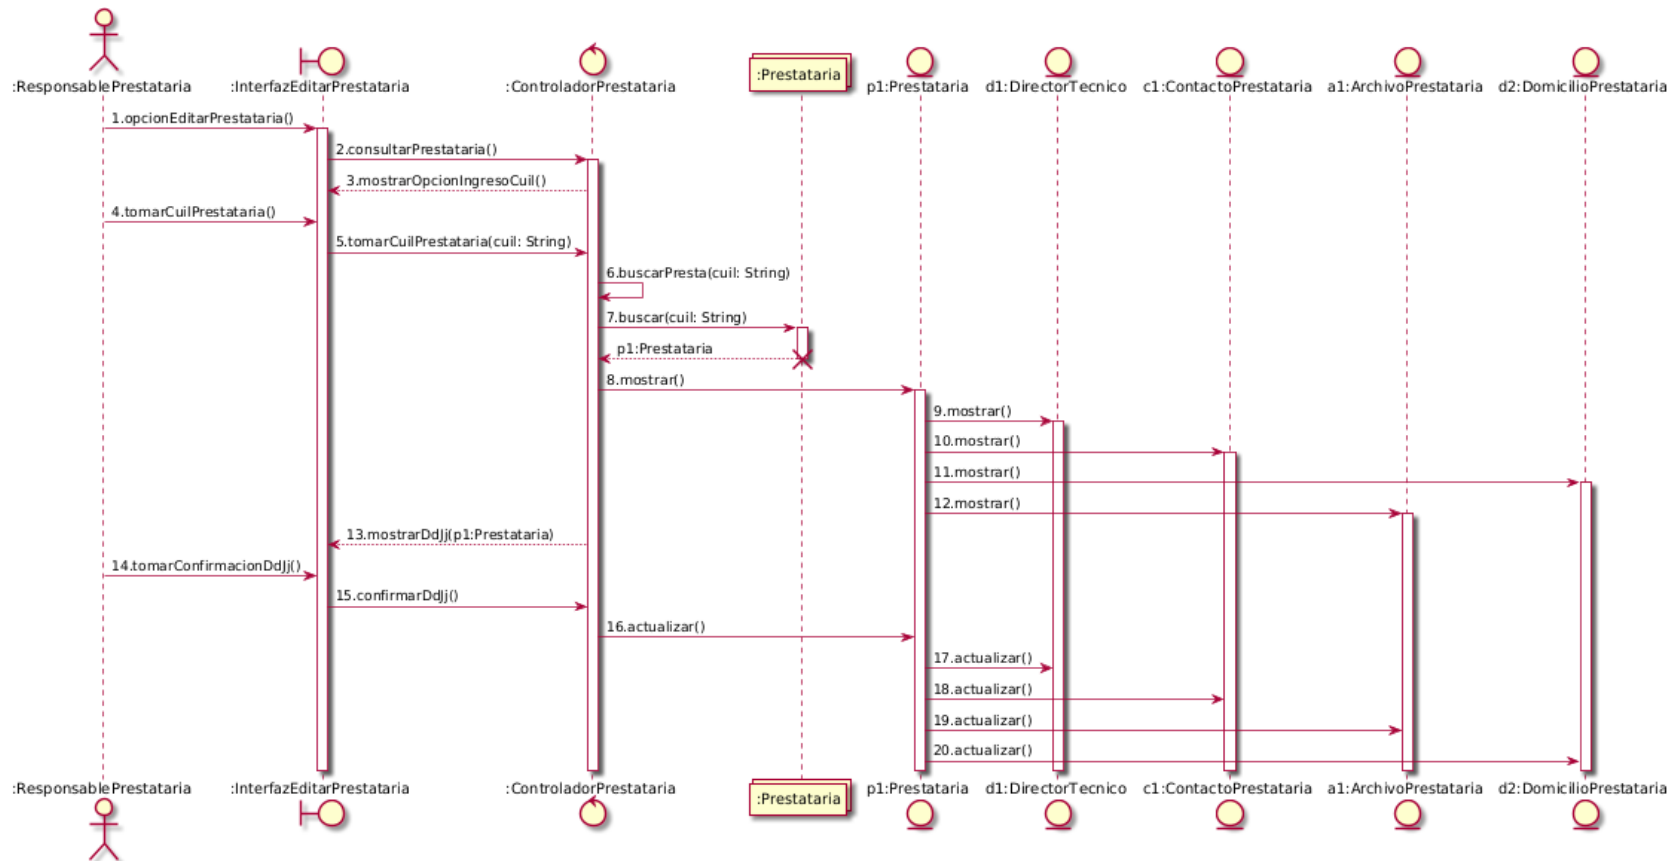 :ResponsablePrestataria
:InterfazEditarPrestataria
:ControladorPrestataria
:Prestataria
p1:Prestataria
d1:DirectorTecnico
c1:ContactoPrestataria
a1:ArchivoPrestataria
d2:DomicilioPrestataria
1.opcionEditarPrestataria()
2.consultarPrestataria()
3.mostrarOpcionIngresoCuil()
4.tomarCuilPrestataria()
5.tomarCuilPrestataria(cuil: String)
6.buscarPresta(cuil: String)
7.buscar(cuil: String)
p1:Prestataria
8.mostrar()
9.mostrar()
10.mostrar()
11.mostrar()
12.mostrar()
13.mostrarDdJj(p1:Prestataria)
14.tomarConfirmacionDdJj()
15.confirmarDdJj()
16.actualizar()
17.actualizar()
18.actualizar()
19.actualizar()
20.actualizar()
:ResponsablePrestataria
:InterfazEditarPrestataria
:ControladorPrestataria
:Prestataria
p1:Prestataria
d1:DirectorTecnico
c1:ContactoPrestataria
a1:ArchivoPrestataria
d2:DomicilioPrestataria